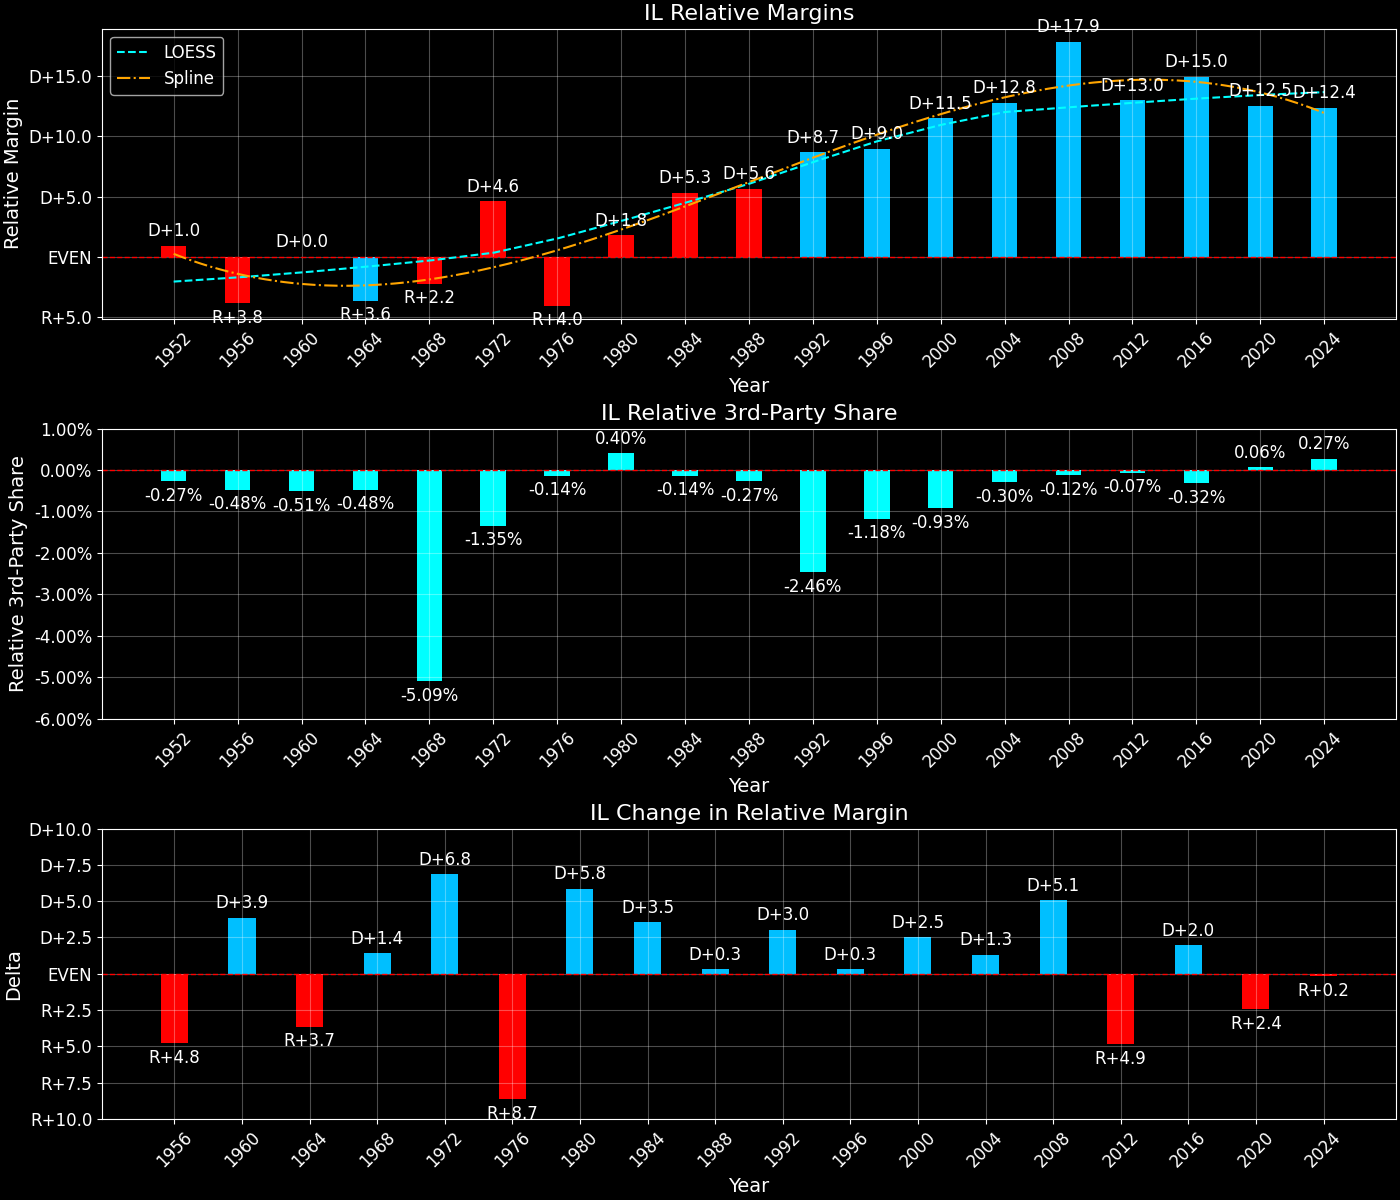 IL Relative Margins
LOESS
Spline
Relative Margin
D+15.0
D+10.0
D+5.0
EVEN
R+5.0
D+1.0
R+3.8
D+0.0
R+3.6
R+2.2
D+4.6
R+4.0
D+1.8
D+5.3
D+5.6
D+8.7
D+9.0
D+11.5
D+12.8
D+17.9
D+13.0
D+15.0
D+12.5
D+12.4
1952 1956 1960 1964 1968 1972 1976 1980 1984 1988 1992 1996 2000 2004 2008 2012 2016 2020 2024
Year
IL Relative 3rd-Party Share
Relative 3rd-Party Share
1.00%
0.00%
-1.00%
-2.00%
-3.00%
-4.00%
-5.00%
-6.00%
-0.27%
-0.48%
-0.51%
-0.48%
-5.09%
-1.35%
-0.14%
0.40%
-0.14%
-0.27%
-2.46%
-1.18%
-0.93%
-0.30%
-0.12%
-0.07%
-0.32%
0.06%
0.27%
1952 1956 1960 1964 1968 1972 1976 1980 1984 1988 1992 1996 2000 2004 2008 2012 2016 2020 2024
Year
IL Change in Relative Margin
Delta
D+10.0
D+7.5
D+5.0
D+2.5
EVEN
R+2.5
R+5.0
R+7.5
R+10.0
R+4.8
D+3.9
R+3.7
D+1.4
D+6.8
R+8.7
D+5.8
D+3.5
D+0.3
D+3.0
D+0.3
D+2.5
D+1.3
D+5.1
R+4.9
D+2.0
R+2.4
R+0.2
1956 1960 1964 1968 1972 1976 1980 1984 1988 1992 1996 2000 2004 2008 2012 2016 2020 2024
Year